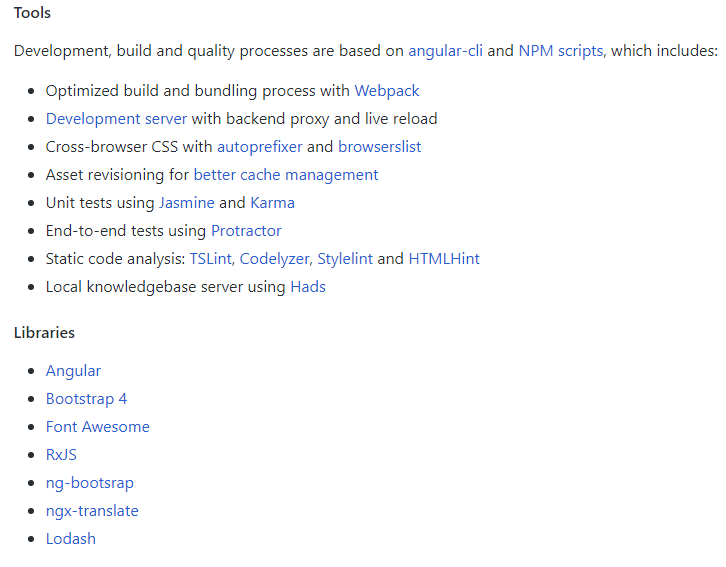 Tools
Development, build and quality processes are based on angular-cli and NPM scripts, which includes:
Optimized build and bundling process with Webpack
Development server with backend proxy and live reload
Cross-browser CSS with autoprefixer and browserslist
Asset revisioning for better cache management
Unit tests using Jasmine and Karma
End-to-end tests using Protractor
Static code analysis: TSLint, Codelyzer, Stylelint and HTMLHint
Local knowledgebase server using Hads
Libraries
Angular
Bootstrap 4
Font Awesome
RxJS
ng-bootsrap
ngx-translate
Lodash